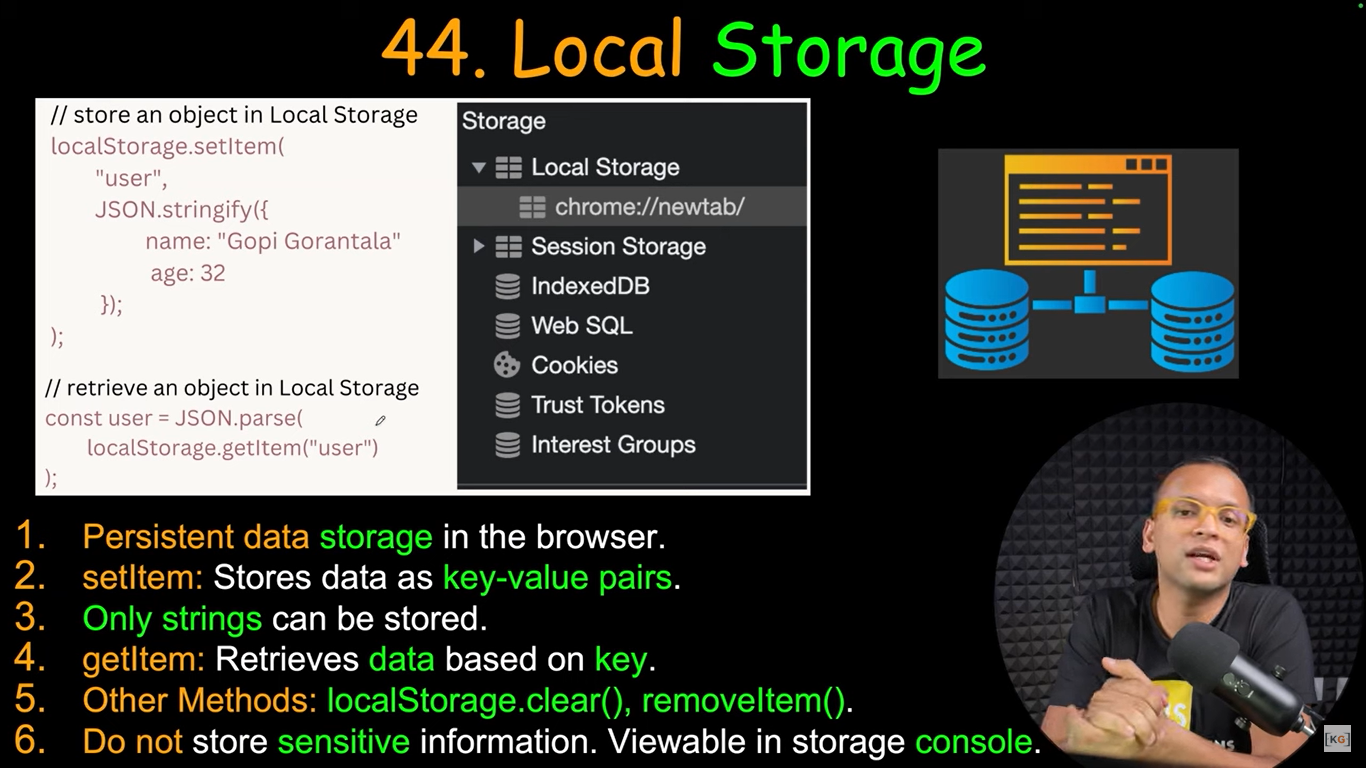 44. Local Storage
// store an object in Local Storage
localStorage.setItem(
"user",
JSON.stringify({
name: "Gopi Gorantala"
age: 32
});
);
// retrieve an object in Local Storage
const user = JSON.parse(
localStorage.getItem("user")
);
Storage
Local Storage
chrome://newtab/
Session Storage
IndexedDB
Web SQL
Cookies
Trust Tokens
Interest Groups
1. Persistent data storage in the browser.
2. setItem: Stores data as key-value pairs.
3. Only strings can be stored.
4. getItem: Retrieves data based on key.
5. Other Methods: localStorage.clear(), removeItem().
6. Do not store sensitive information. Viewable in storage console.
[KG]